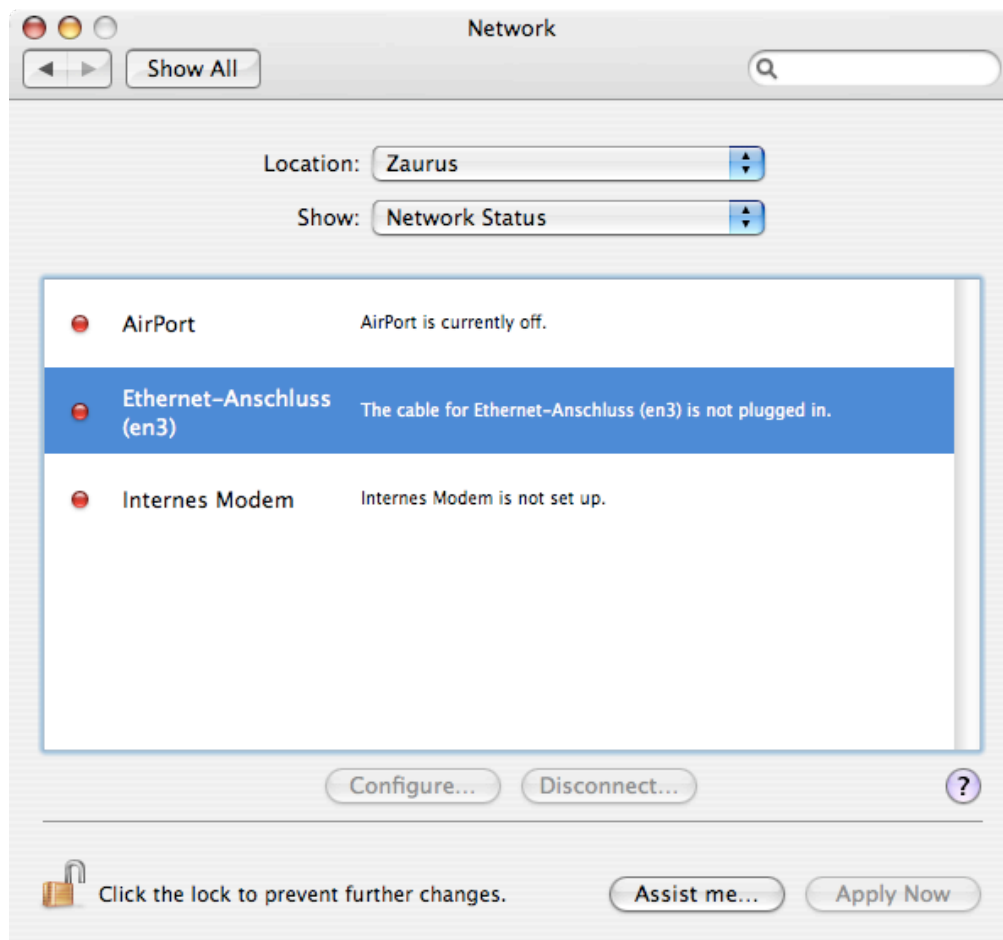 Network
Show All
Location: Zaurus
Show: Network Status
AirPort AirPort is currently off.
Ethernet-Anschluss
(en3) The cable for Ethernet-Anschluss (en3) is not plugged in.
Internes Modem Internes Modem is not set up.
Configure... Disconnect... ?
Click the lock to prevent further changes. Assist me... Apply Now